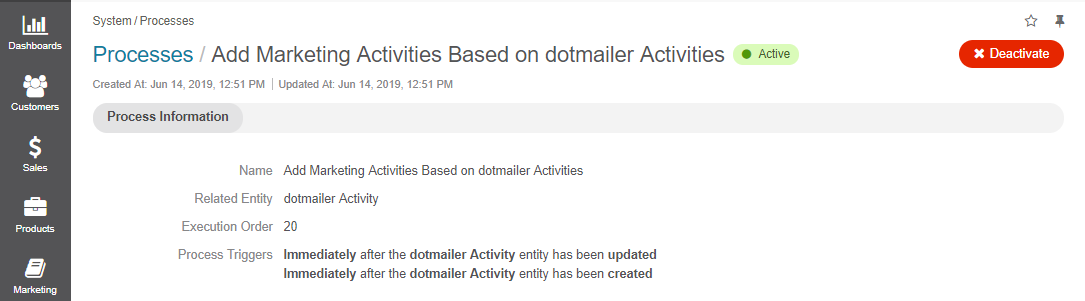 Dashboards
Customers
Sales
Products
Marketing
System / Processes
Processes / Add Marketing Activities Based on dotmailer Activities Active Deactivate
Created At: Jun 14, 2019, 12:51 PM Updated At: Jun 14, 2019, 12:51 PM
Process Information
Name Add Marketing Activities Based on dotmailer Activities
Related Entity dotmailer Activity
Execution Order 20
Process Triggers Immediately after the dotmailer Activity entity has been updated
Immediately after the dotmailer Activity entity has been created